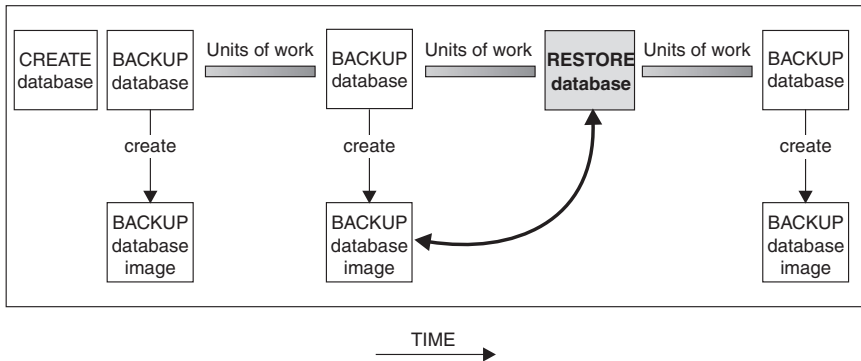 CREATE
database
BACKUP
database
Units of work
BACKUP
database
Units of work
RESTORE
database
Units of work
BACKUP
database
create
create
create
BACKUP
database
image
BACKUP
database
image
BACKUP
database
image
TIME